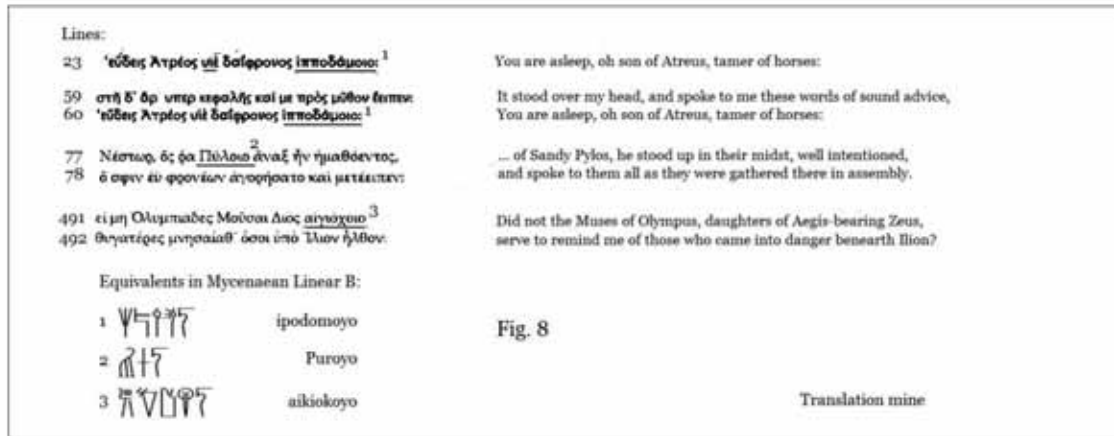 Lines:
23 'εὕδεις Ἀτρέος υἱὲ δαΐφρονος ἱπποδάμοιο: 1 You are asleep, oh son of Atreus, tamer of horses:
59 στῆ δ' ἄρ υπερ κεφαλῆς καί με πρὸς μῦθον ἔειπεν: It stood over my head, and spoke to me these words of sound advice,
60 'εὕδεις Ἀτρέος υἱὲ δαΐφρονος ἱπποδάμοιο: 1 You are asleep, oh son of Atreus, tamer of horses:
77 Νέστωρ, ὅς ῥα Πύλοιο 2 ἄναξ ἦν ἠμαθόεντος, ... of Sandy Pylos, he stood up in their midst, well intentioned,
78 ὅ σφιν ἐὺ φρονέων ἀγορήσατο καὶ μετέειπεν: and spoke to them all as they were gathered there in assembly.
491 εἰ μη Ολυμπιαδες Μοῦσαι Διος αιγιοχοιο 3 Did not the Muses of Olympus, daughters of Aegis-bearing Zeus,
492 θυγατέρες μνησαίαθ' ὅσοι ὑπὸ Ἴλιον ἦλθον: serve to remind me of those who came into danger benearth Ilion?
Equivalents in Mycenaean Linear B:
1 ipodomoyo
Fig. 8
2 Puroyo
3 aikiokoyo
Translation mine